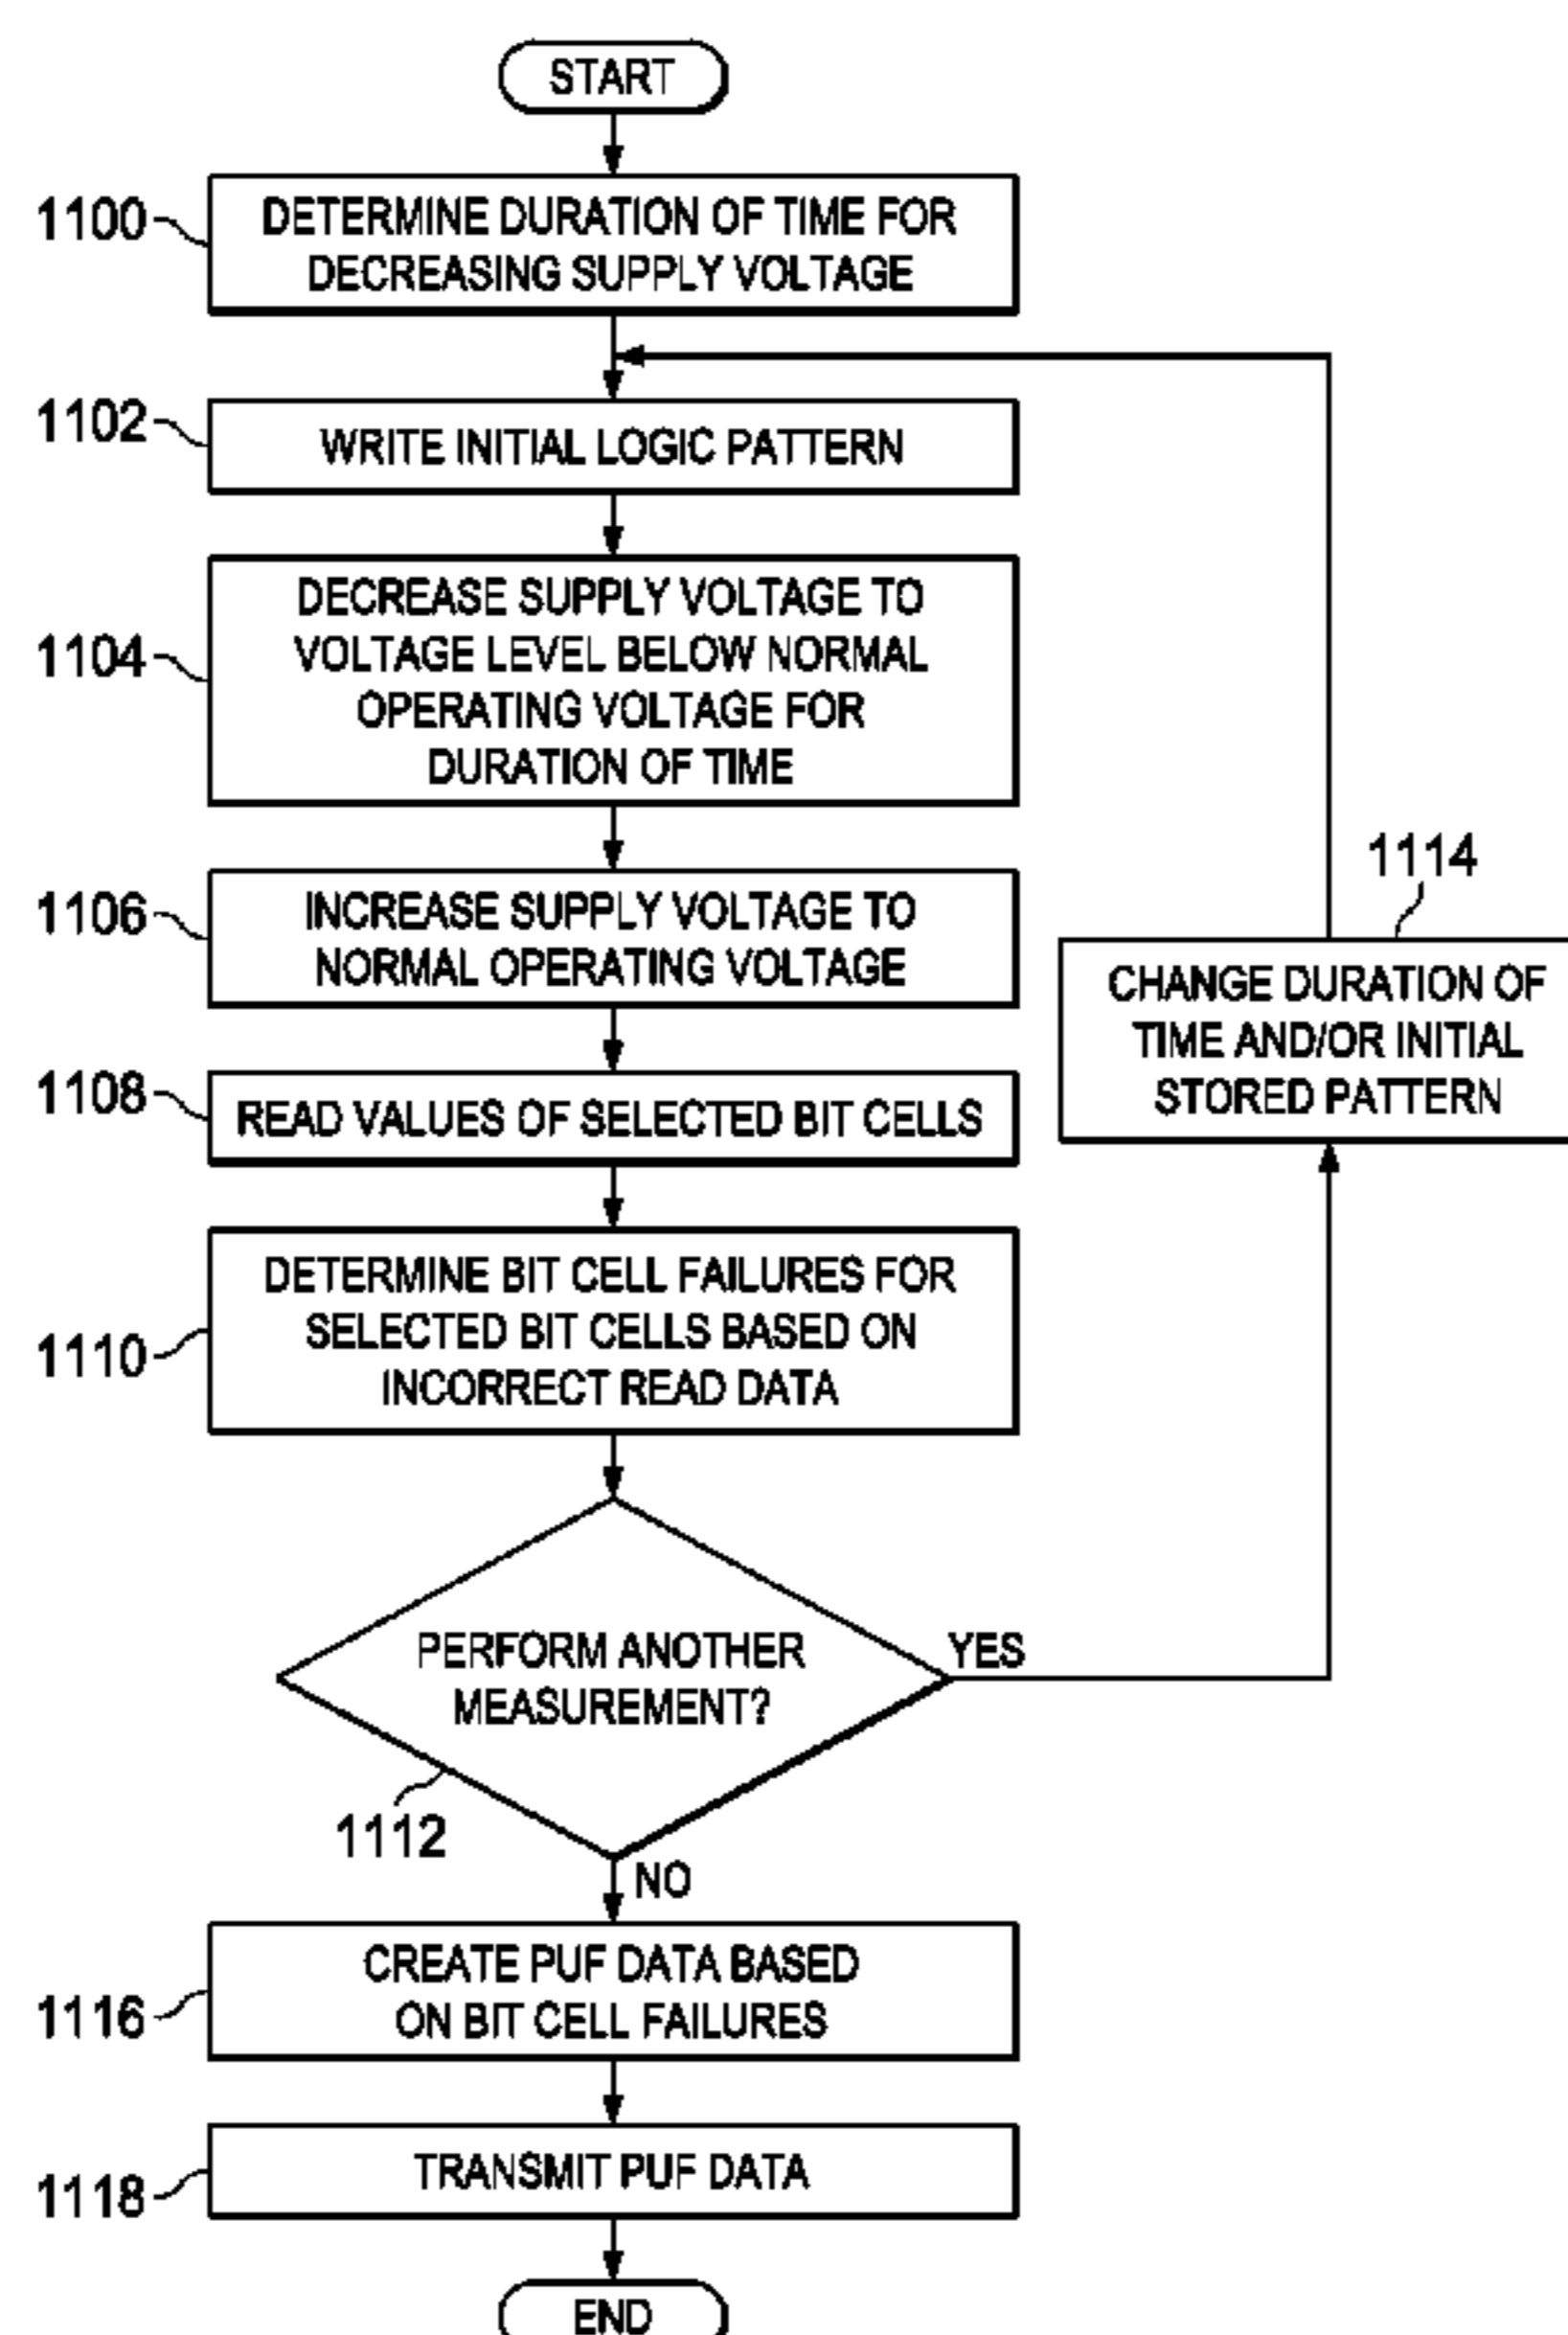 START
1100
DETERMINE DURATION OF TIME FOR
DECREASING SUPPLY VOLTAGE
1102
WRITE INITIAL LOGIC PATTERN
1104
DECREASE SUPPLY VOLTAGE TO
VOLTAGE LEVEL BELOW NORMAL
OPERATING VOLTAGE FOR
DURATION OF TIME
1106
INCREASE SUPPLY VOLTAGE TO
NORMAL OPERATING VOLTAGE
1114
CHANGE DURATION OF
TIME AND/OR INITIAL
STORED PATTERN
1108
READ VALUES OF SELECTED BIT CELLS
1110
DETERMINE BIT CELL FAILURES FOR
SELECTED BIT CELLS BASED ON
INCORRECT READ DATA
PERFORM ANOTHER
MEASUREMENT?
YES
1112
NO
1116
CREATE PUF DATA BASED
ON BIT CELL FAILURES
1118
TRANSMIT PUF DATA
END